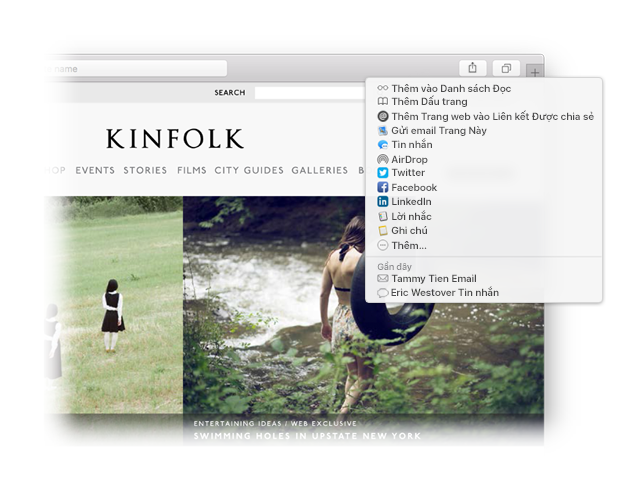 name
SEARCH
KINFOLK
EVENTS STORIES FILMS CITY GUIDES GALLERIES
ENTERTAINING IDEAS / WEB EXCLUSIVE
SWIMMING HOLES IN UPSTATE NEW YORK
Thêm vào Danh sách Đọc
Thêm Dấu trang
Thêm Trang web vào Liên kết Được chia sẻ
Gửi email Trang Này
Tin nhắn
AirDrop
Twitter
Facebook
LinkedIn
Lời nhắc
Ghi chú
Thêm...
Gần đây
Tammy Tien Email
Eric Westover Tin nhắn